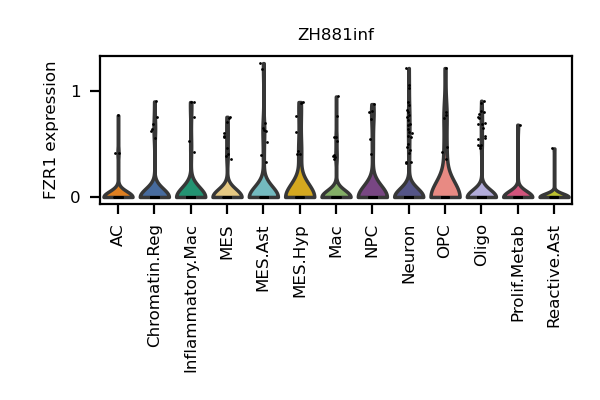 ZH881inf
FZR1 expression
1
0
AC
Chromatin.Reg
Inflammatory.Mac
MES
MES.Ast
MES.Hyp
Mac
NPC
Neuron
OPC
Oligo
Prolif.Metab
Reactive.Ast